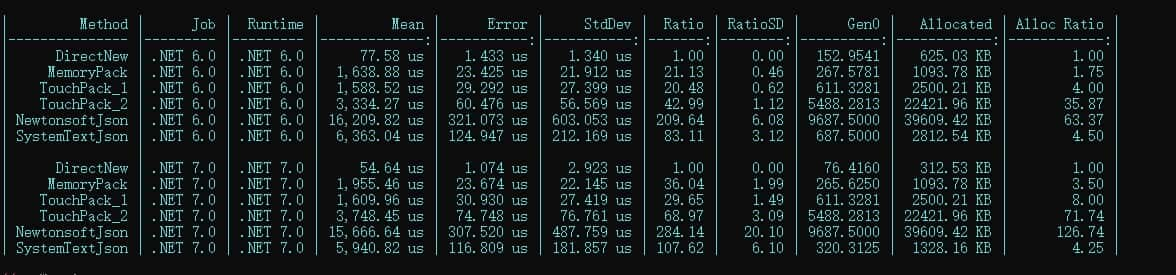 | Method | Job | Runtime | Mean | Error | StdDev | Ratio | RatioSD | Gen0 | Allocated | Alloc Ratio |
|--------------- |--------- |--------- |-------------:|-----------:|-----------:|-------:|--------:|----------:|------------:|------------:|
| DirectNew | .NET 6.0 | .NET 6.0 | 77.58 us | 1.433 us | 1.340 us | 1.00 | 0.00 | 152.9541 | 625.03 KB | 1.00 |
| MemoryPack | .NET 6.0 | .NET 6.0 | 1,638.88 us | 23.425 us | 21.912 us | 21.13 | 0.46 | 267.5781 | 1093.78 KB | 1.75 |
| TouchPack_1 | .NET 6.0 | .NET 6.0 | 1,588.52 us | 29.292 us | 27.399 us | 20.48 | 0.62 | 611.3281 | 2500.21 KB | 4.00 |
| TouchPack_2 | .NET 6.0 | .NET 6.0 | 3,334.27 us | 60.476 us | 56.569 us | 42.99 | 1.12 | 5488.2813 | 22421.96 KB | 35.87 |
| NewtonsoftJson | .NET 6.0 | .NET 6.0 | 16,209.82 us | 321.073 us | 603.053 us | 209.64 | 6.08 | 9687.5000 | 39609.42 KB | 63.37 |
| SystemTextJson | .NET 6.0 | .NET 6.0 | 6,363.04 us | 124.947 us | 212.169 us | 83.11 | 3.12 | 687.5000 | 2812.54 KB | 4.50 |
| DirectNew | .NET 7.0 | .NET 7.0 | 54.64 us | 1.074 us | 2.923 us | 1.00 | 0.00 | 76.4160 | 312.53 KB | 1.00 |
| MemoryPack | .NET 7.0 | .NET 7.0 | 1,955.46 us | 23.674 us | 22.145 us | 36.04 | 1.99 | 265.6250 | 1093.78 KB | 3.50 |
| TouchPack_1 | .NET 7.0 | .NET 7.0 | 1,609.96 us | 30.930 us | 27.419 us | 29.65 | 1.49 | 611.3281 | 2500.21 KB | 8.00 |
| TouchPack_2 | .NET 7.0 | .NET 7.0 | 3,748.45 us | 74.748 us | 76.761 us | 68.97 | 3.09 | 5488.2813 | 22421.96 KB | 71.74 |
| NewtonsoftJson | .NET 7.0 | .NET 7.0 | 15,666.64 us | 307.520 us | 487.759 us | 284.14 | 20.10 | 9687.5000 | 39609.42 KB | 126.74 |
| SystemTextJson | .NET 7.0 | .NET 7.0 | 5,940.82 us | 116.809 us | 181.857 us | 107.62 | 6.10 | 320.3125 | 1328.16 KB | 4.25 |